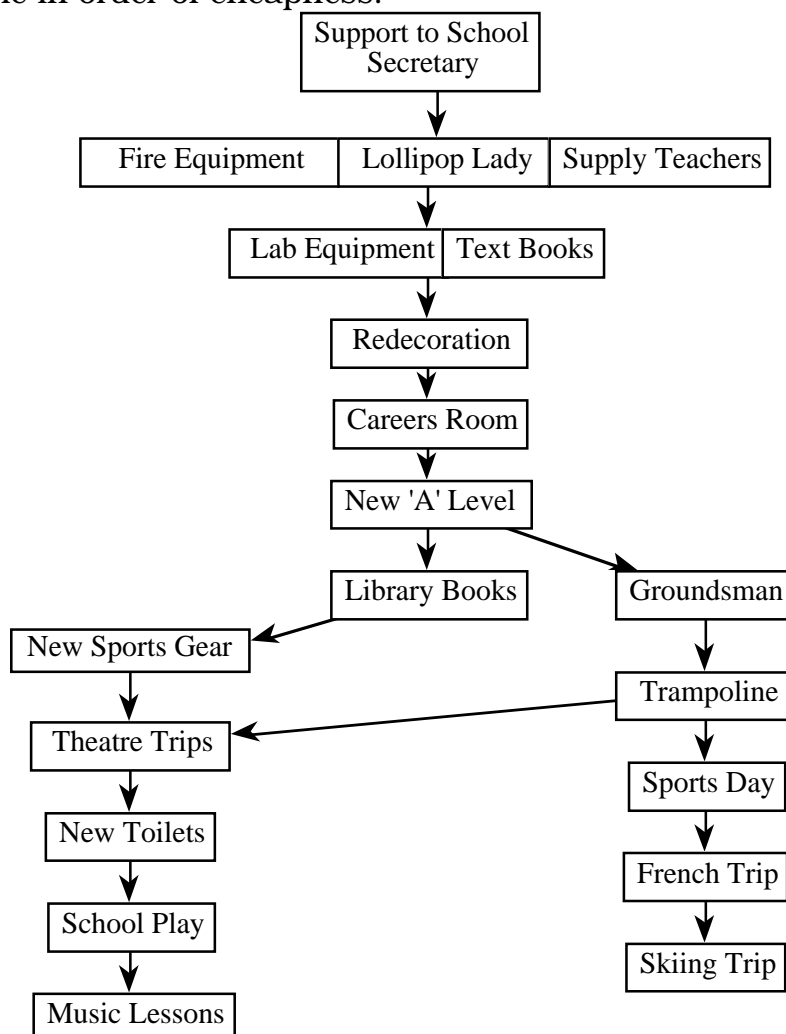 in order of cheapness.
Support to School
Secretary
Fire Equipment Lollipop Lady Supply Teachers
Lab Equipment Text Books
Redecoration
Careers Room
New 'A' Level
Library Books Groundsman
New Sports Gear
Trampoline
Theatre Trips
Sports Day
New Toilets
French Trip
School Play
Skiing Trip
Music Lessons